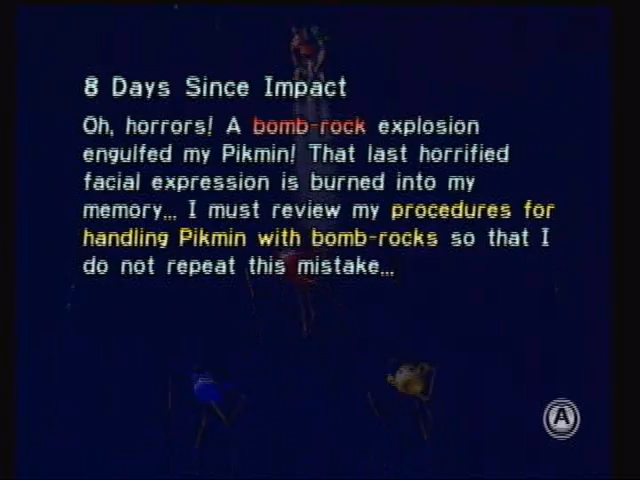 8 Days Since Impact
Oh, horrors! A bomb-rock explosion
engulfed my Pikmin! That last horrified
facial expression is burned into my
memory... I must review my procedures for
handling Pikmin with bomb-rocks so that I
do not repeat this mistake...
A